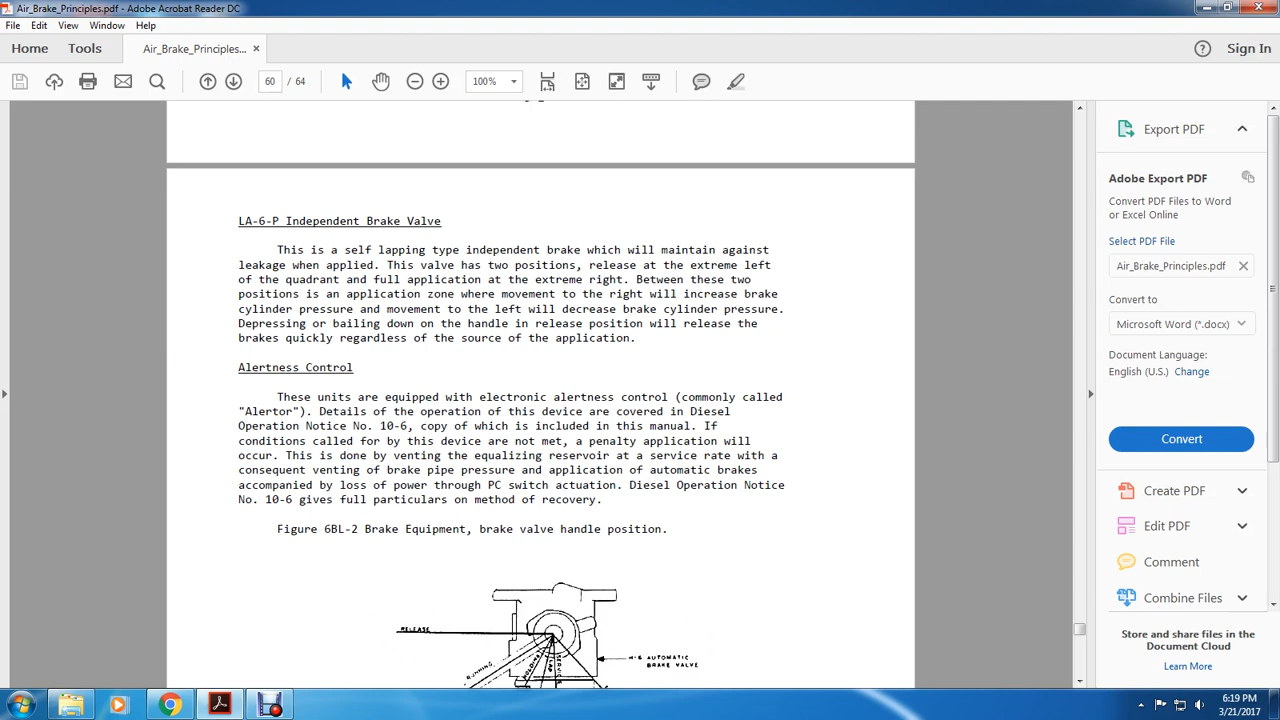 Air_Brake_Principles.pdf - Adobe Acrobat Reader DC
File Edit View Window Help
Home Tools Air_Brake_Principles... × Sign In
60 / 64 100%
Export PDF
Adobe Export PDF
Convert PDF Files to Word
or Excel Online
Select PDF File
Air_Brake_Principles.pdf
Convert to
Microsoft Word (*.docx)
Document Language:
English (U.S.) Change
Convert
Create PDF
Edit PDF
Comment
Combine Files
Store and share files in the
Document Cloud
Learn More
LA-6-P Independent Brake Valve
This is a self lapping type independent brake which will maintain against
leakage when applied. This valve has two positions, release at the extreme left
of the quadrant and full application at the extreme right. Between these two
positions is an application zone where movement to the right will increase brake
cylinder pressure and movement to the left will decrease brake cylinder pressure.
Depressing or bailing down on the handle in release position will release the
brakes quickly regardless of the source of the application.
Alertness Control
These units are equipped with electronic alertness control (commonly called
"Alertor"). Details of the operation of this device are covered in Diesel
Operation Notice No. 10-6, copy of which is included in this manual. If
conditions called for by this device are not met, a penalty application will
occur. This is done by venting the equalizing reservoir at a service rate with a
consequent venting of brake pipe pressure and application of automatic brakes
accompanied by loss of power through PC switch actuation. Diesel Operation Notice
No. 10-6 gives full particulars on method of recovery.
Figure 6BL-2 Brake Equipment, brake valve handle position.
RELEASE
RUNNING
HOLDING
LAP
SERVICE
H-6 AUTOMATIC
BRAKE VALVE
6:19 PM
3/21/2017